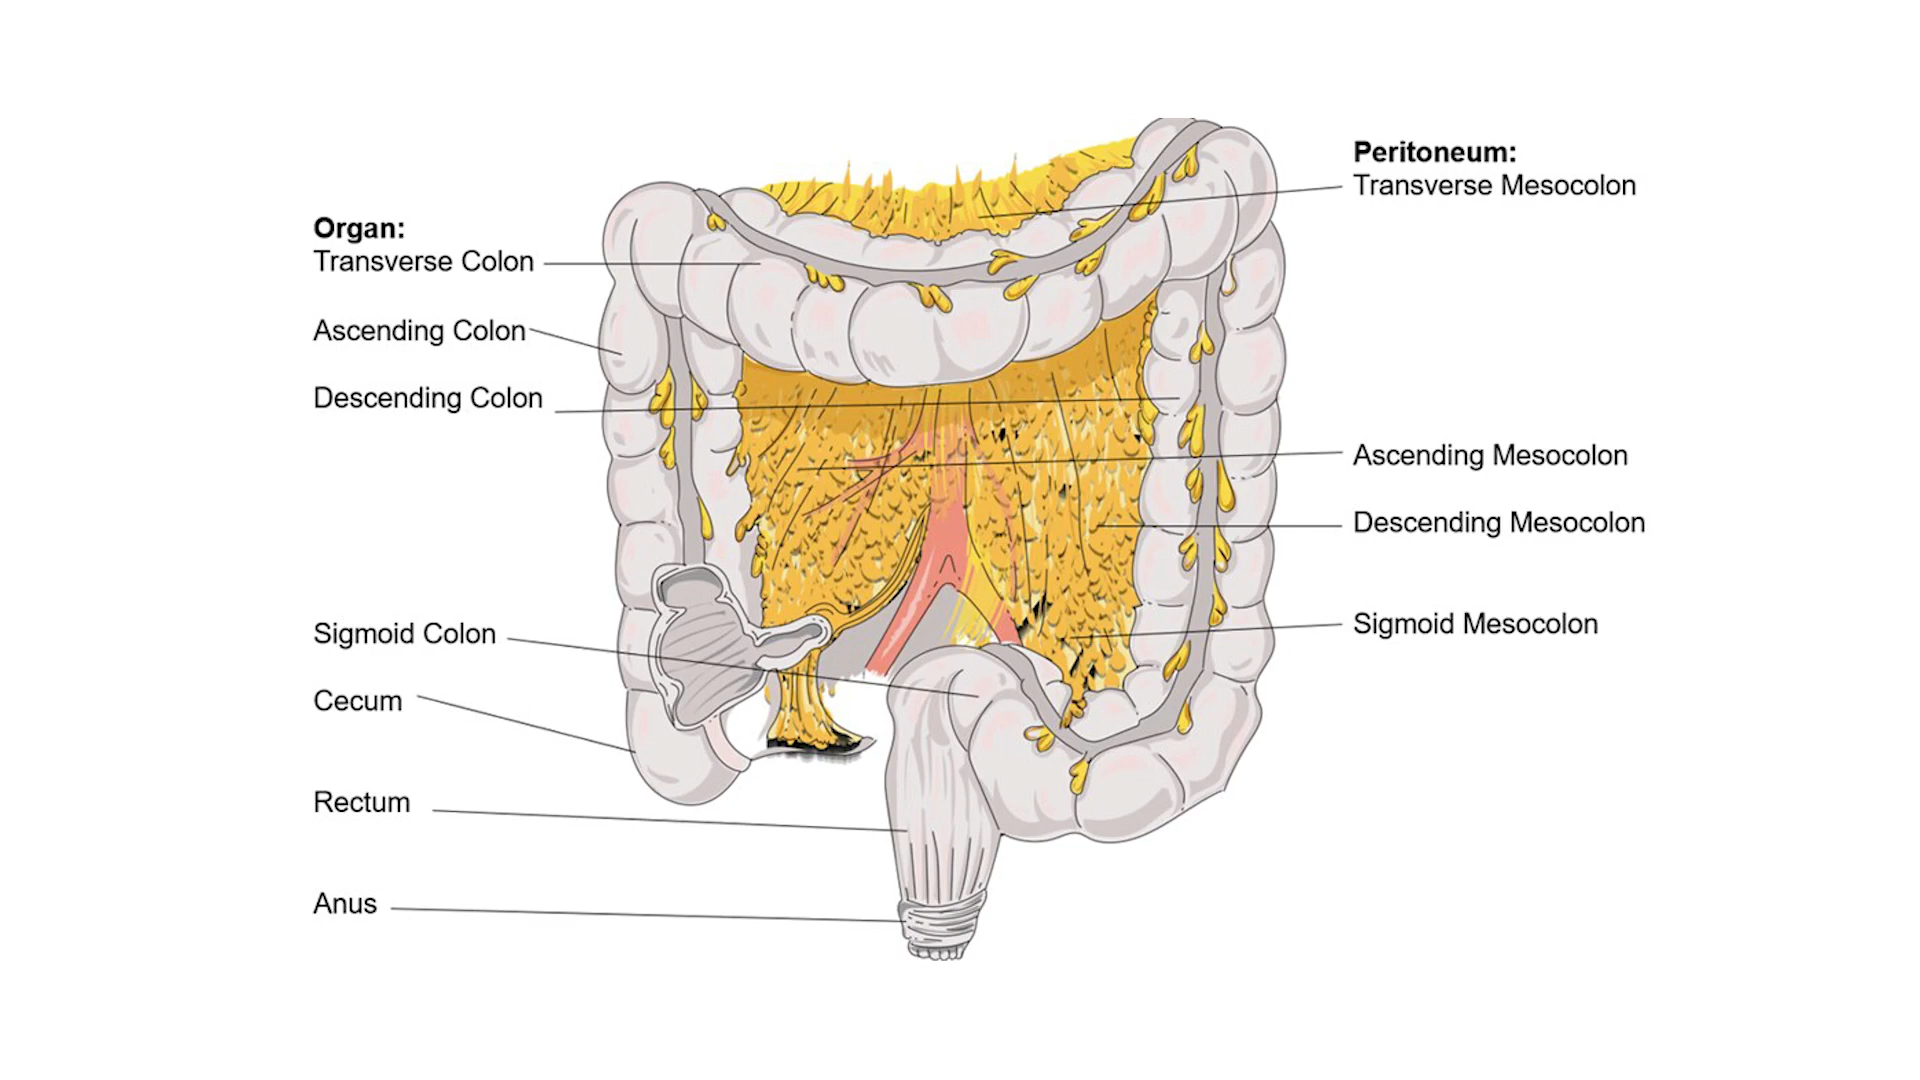 Organ:
Transverse Colon
Ascending Colon
Descending Colon
Sigmoid Colon
Cecum
Rectum
Anus
Peritoneum:
Transverse Mesocolon
Ascending Mesocolon
Descending Mesocolon
Sigmoid Mesocolon